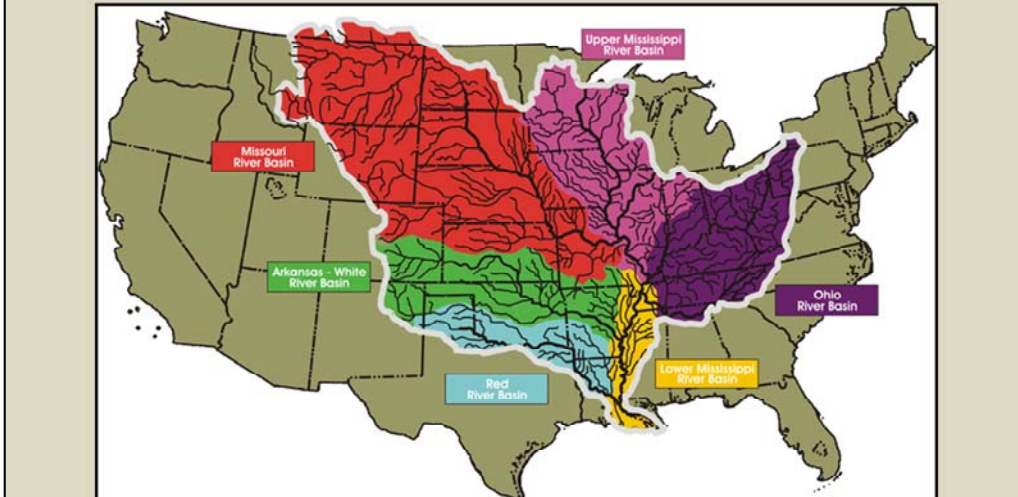 Upper Mississippi
River Basin
Missouri
River Basin
Arkansas - White
River Basin
Ohio
River Basin
Lower Mississippi
River Basin
Red
River Basin